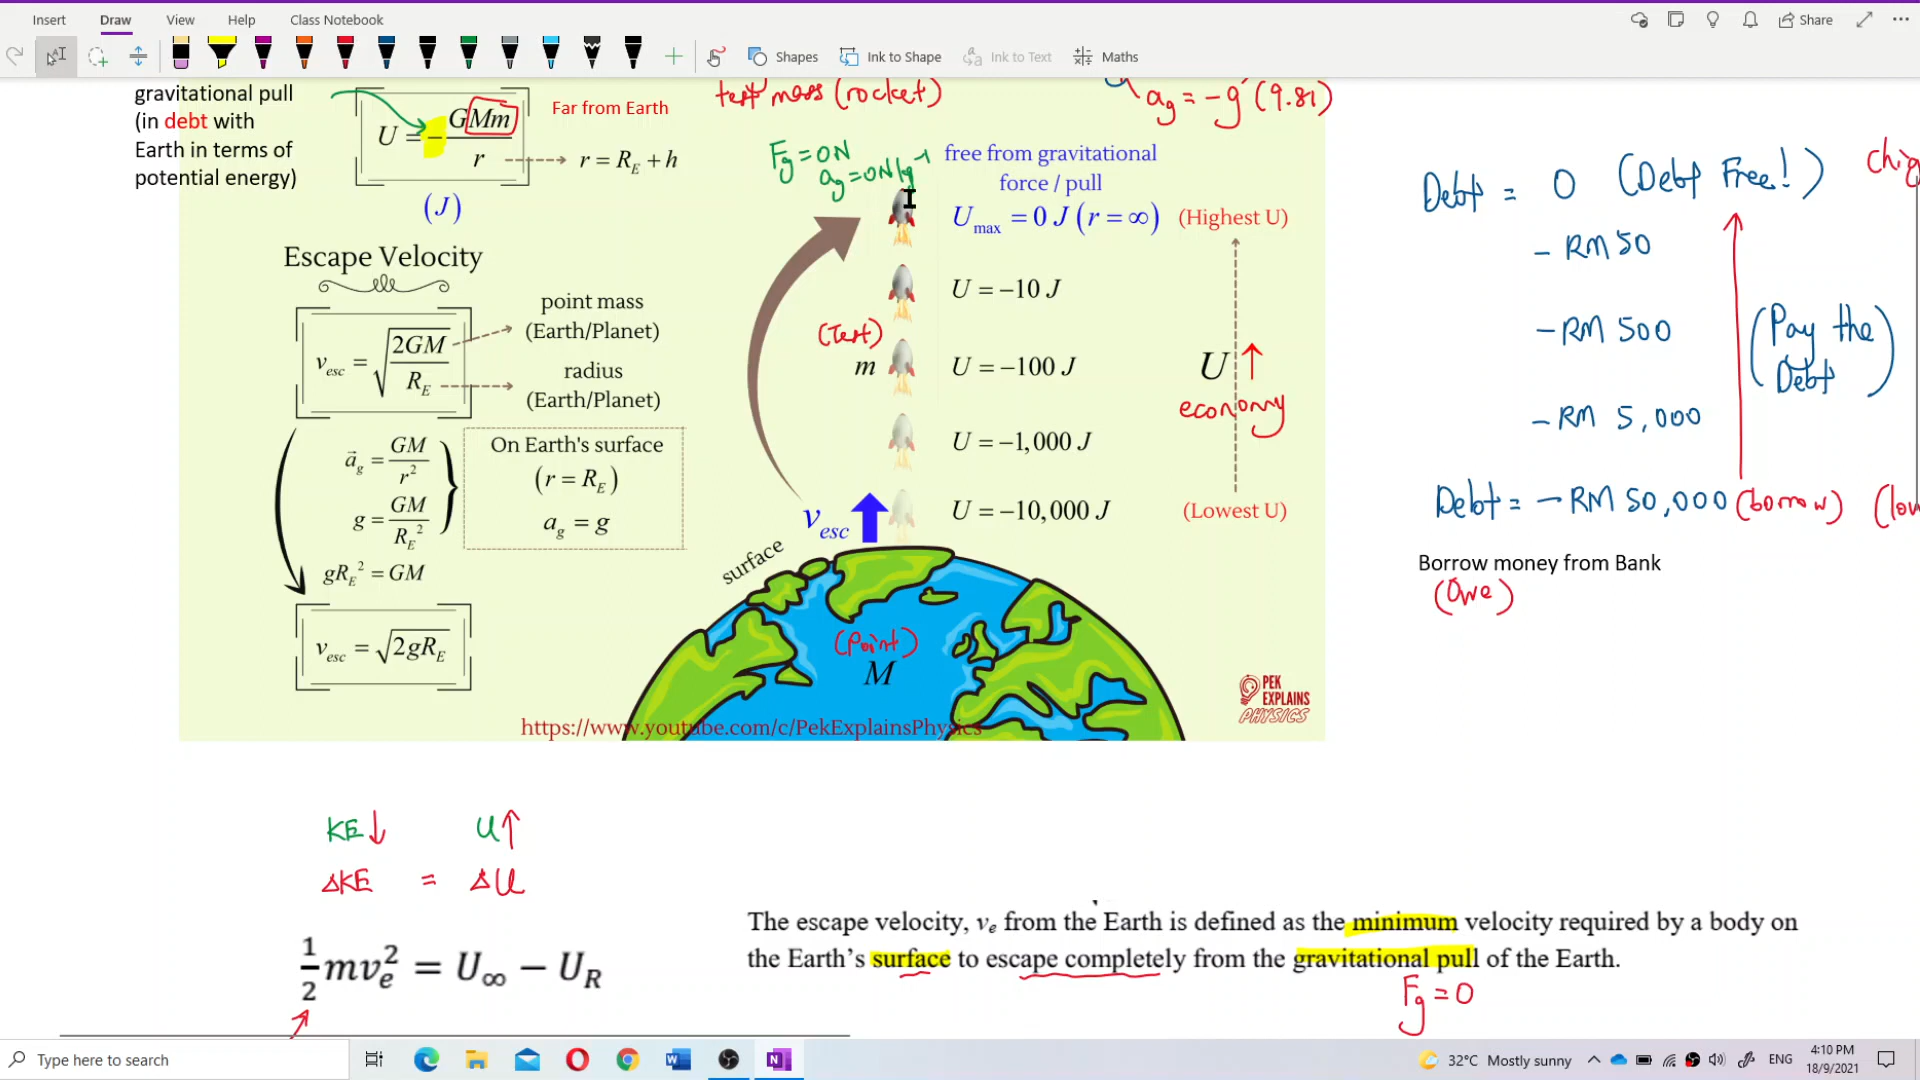 Insert Draw View Help Class Notebook
Share
Shapes Ink to Shape Ink to Text Maths
gravitational pull
(in debt with
Earth in terms of
potential energy)
U = - GMm / r
r = R_E + h
(J)
Far from Earth
test mass (rocket)
a_g = -g (9.81)
F_g = 0N
a_g = 0N kg⁻¹
free from gravitational
force / pull
U_max = 0 J (r = ∞) (Highest U)
U = −10 J
(Test)
m U = −100 J
U ↑
economy
U = −1,000 J
U = −10,000 J (Lowest U)
v_esc
surface
(Point)
M
Escape Velocity
v_esc = √(2GM / R_E)
point mass
(Earth/Planet)
radius
(Earth/Planet)
a_g = GM / r²
g = GM / R_E²
gR_E² = GM
On Earth's surface
(r = R_E)
a_g = g
v_esc = √(2gR_E)
PEK
EXPLAINS
PHYSICS
https://www.youtube.com/c/PekExplainsPhysics
Debt = 0 (Debt Free!)
- RM 50
- RM 500
(Pay the
Debt)
- RM 5,000
Debt = - RM 50,000 (borrow)
Borrow money from Bank
(Owe)
KE↓ U↑
ΔKE = ΔU
½mv_e² = U_∞ − U_R
The escape velocity, v_e from the Earth is defined as the minimum velocity required by a body on
the Earth's surface to escape completely from the gravitational pull of the Earth.
F_g = 0
Type here to search
32°C Mostly sunny
ENG
4:10 PM
18/9/2021